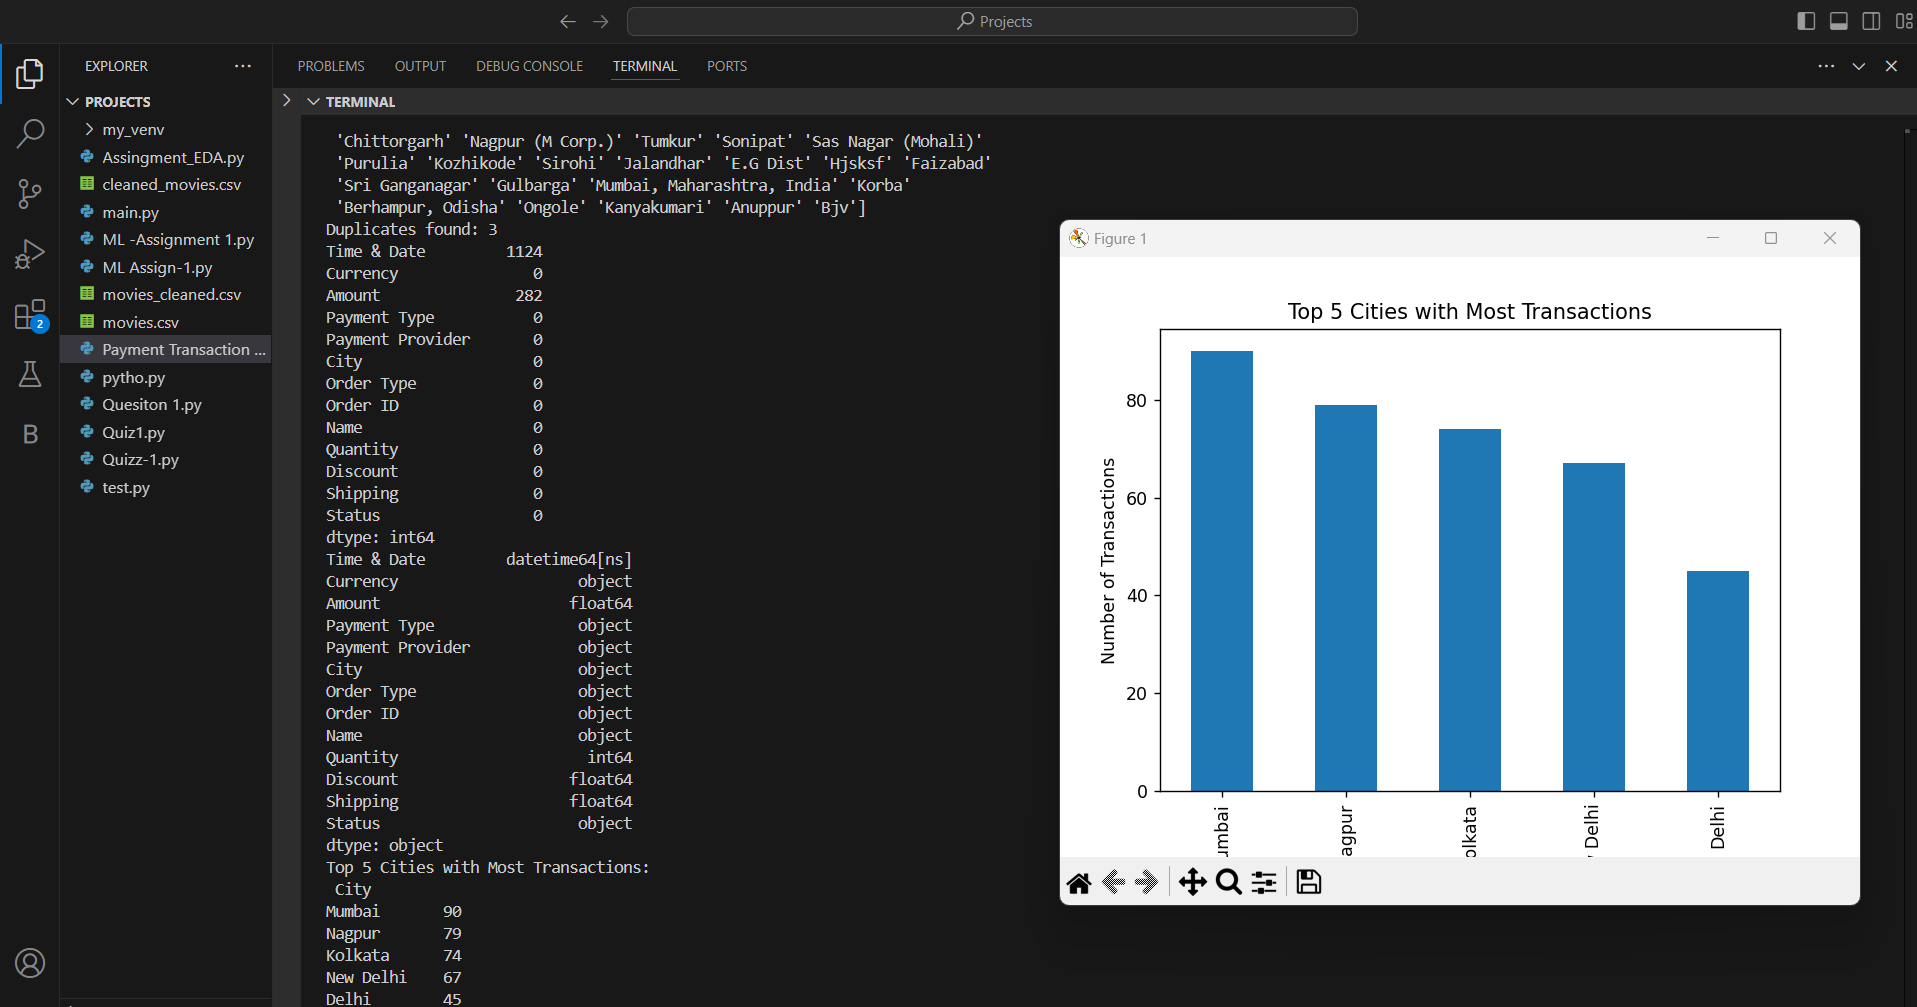 Projects
EXPLORER
PROJECTS
my_venv
Assingment_EDA.py
cleaned_movies.csv
main.py
ML -Assignment 1.py
ML Assign-1.py
movies_cleaned.csv
movies.csv
Payment Transaction ...
pytho.py
Quesiton 1.py
Quiz1.py
Quizz-1.py
test.py
2
B
PROBLEMS OUTPUT DEBUG CONSOLE TERMINAL PORTS
TERMINAL
'Chittorgarh' 'Nagpur (M Corp.)' 'Tumkur' 'Sonipat' 'Sas Nagar (Mohali)'
'Purulia' 'Kozhikode' 'Sirohi' 'Jalandhar' 'E.G Dist' 'Hjsksf' 'Faizabad'
'Sri Ganganagar' 'Gulbarga' 'Mumbai, Maharashtra, India' 'Korba'
'Berhampur, Odisha' 'Ongole' 'Kanyakumari' 'Anuppur' 'Bjv']
Duplicates found: 3
Time & Date 1124
Currency 0
Amount 282
Payment Type 0
Payment Provider 0
City 0
Order Type 0
Order ID 0
Name 0
Quantity 0
Discount 0
Shipping 0
Status 0
dtype: int64
Time & Date datetime64[ns]
Currency object
Amount float64
Payment Type object
Payment Provider object
City object
Order Type object
Order ID object
Name object
Quantity int64
Discount float64
Shipping float64
Status object
dtype: object
Top 5 Cities with Most Transactions:
City
Mumbai 90
Nagpur 79
Kolkata 74
New Delhi 67
Delhi 45
Figure 1
Top 5 Cities with Most Transactions
Number of Transactions
80
60
40
20
0
umbai
agpur
olkata
Delhi
Delhi